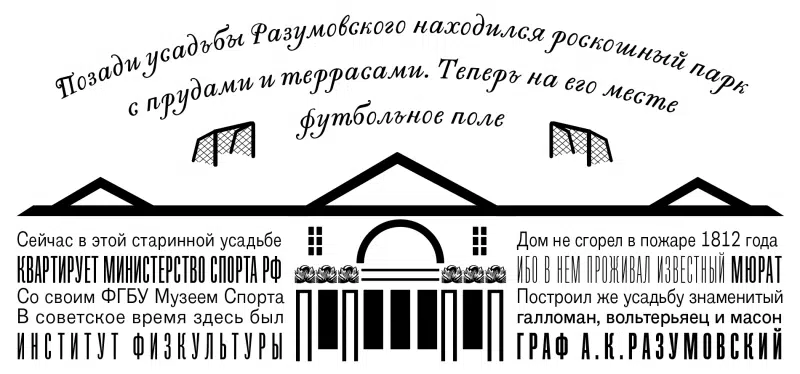 Позади усадьбы Разумовского находился роскошный парк
с прудами и террасами. Теперь на его месте
футбольное поле
Сейчас в этой старинной усадьбе
КВАРТИРУЕТ МИНИСТЕРСТВО СПОРТА РФ
Со своим ФГБУ Музеем Спорта
В советское время здесь был
ИНСТИТУТ ФИЗКУЛЬТУРЫ
Дом не сгорел в пожаре 1812 года
ИБО В НЕМ ПРОЖИВАЛ ИЗВЕСТНЫЙ МЮРАТ
Построил же усадьбу знаменитый
галломан, вольтерьяец и масон
ГРАФ А.К.РАЗУМОВСКИЙ